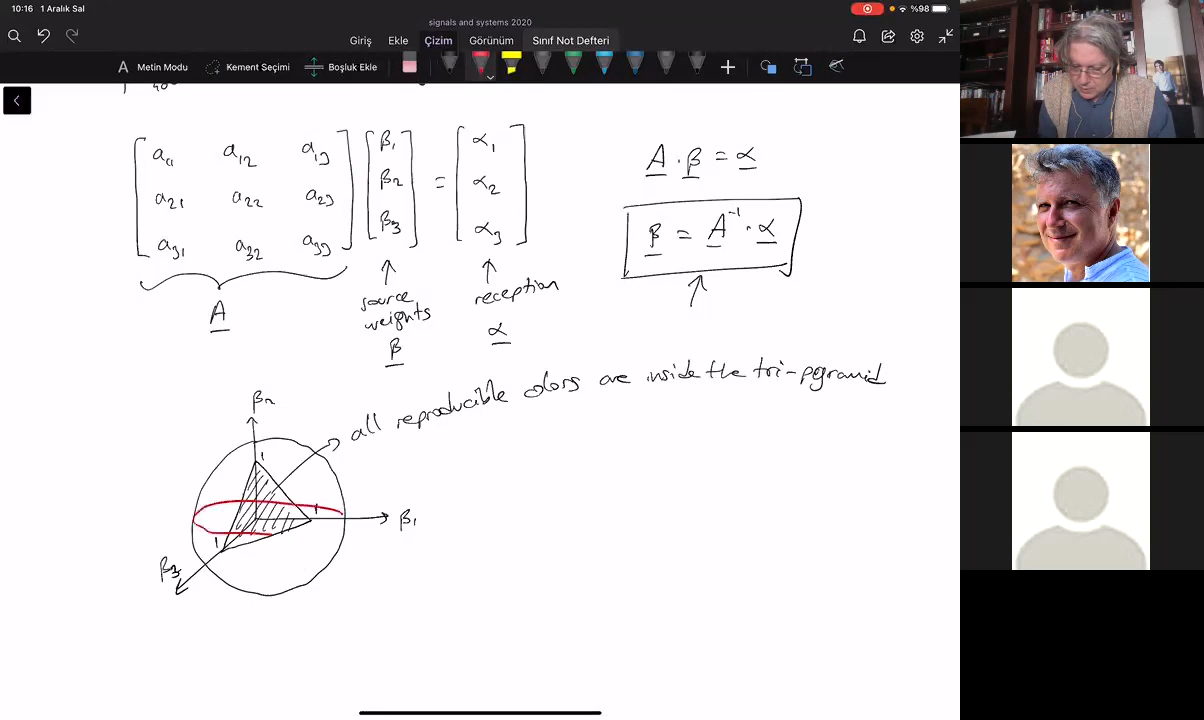 10:16 1 Aralık Sal
%98
signals and systems 2020
Giriş Ekle Çizim Görünüm Sınıf Not Defteri
Metin Modu Kement Seçimi Boşluk Ekle
a11 a12 a13 β1 = α1
a21 a22 a23 β2 α2
a31 a32 a33 β3 α3
A · β = α
β = A⁻¹ · α
A
source weights
β
reception
α
all reproducible colors are inside the tri-pyramid
β2
1
1
β1
1
β3